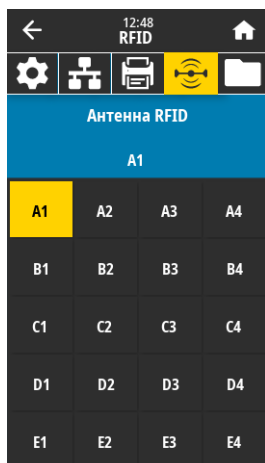 12:48
RFID
Антенна RFID
A1
A1 A2 A3 A4
B1 B2 B3 B4
C1 C2 C3 C4
D1 D2 D3 D4
E1 E2 E3 E4